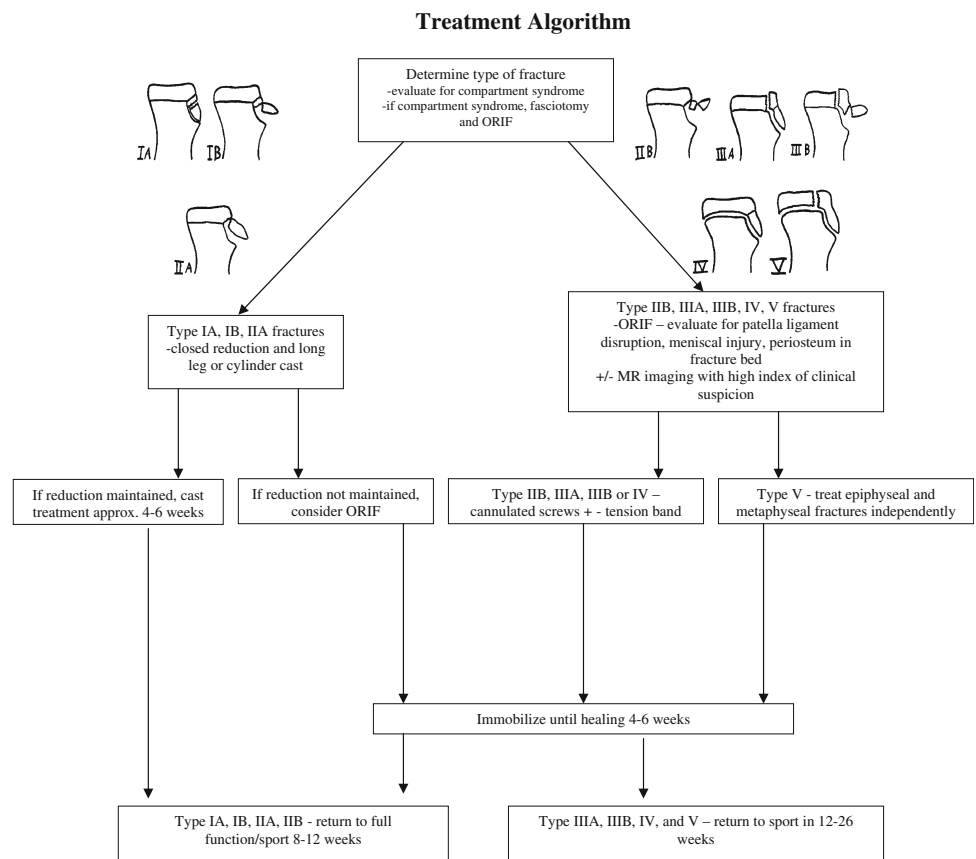 Treatment Algorithm
Determine type of fracture
-evaluate for compartment syndrome
-if compartment syndrome, fasciotomy
and ORIF
IA
IB
IIB
IIIA
IIIB
IIA
IV
V
Type IA, IB, IIA fractures
-closed reduction and long
leg or cylinder cast
Type IIB, IIIA, IIIB, IV, V fractures
-ORIF – evaluate for patella ligament
disruption, meniscal injury, periosteum in
fracture bed
+/- MR imaging with high index of clinical
suspicion
If reduction maintained, cast
treatment approx. 4-6 weeks
If reduction not maintained,
consider ORIF
Type IIB, IIIA, IIIB or IV –
cannulated screws + - tension band
Type V - treat epiphyseal and
metaphyseal fractures independently
Immobilize until healing 4-6 weeks
Type IA, IB, IIA, IIB - return to full
function/sport 8-12 weeks
Type IIIA, IIIB, IV, and V – return to sport in 12-26
weeks